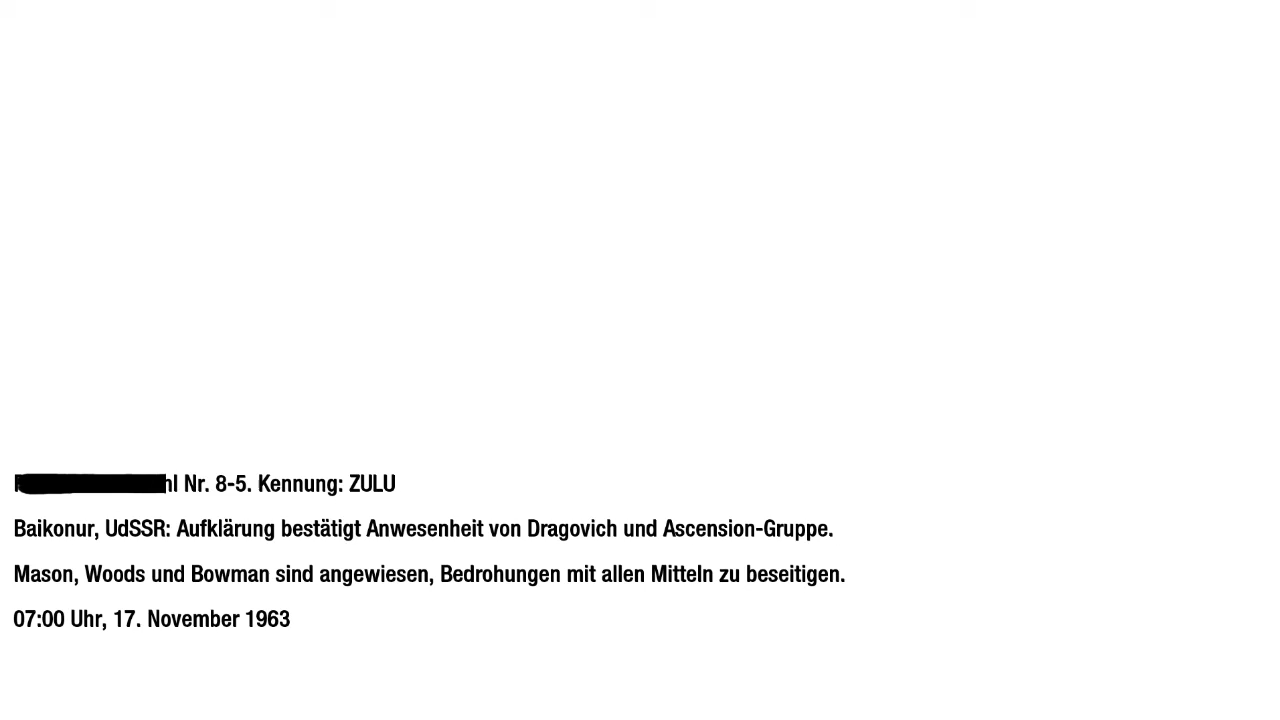 Nr. 8-5. Kennung: ZULU
Baikonur, UdSSR: Aufklärung bestätigt Anwesenheit von Dragovich und Ascension-Gruppe.
Mason, Woods und Bowman sind angewiesen, Bedrohungen mit allen Mitteln zu beseitigen.
07:00 Uhr, 17. November 1963